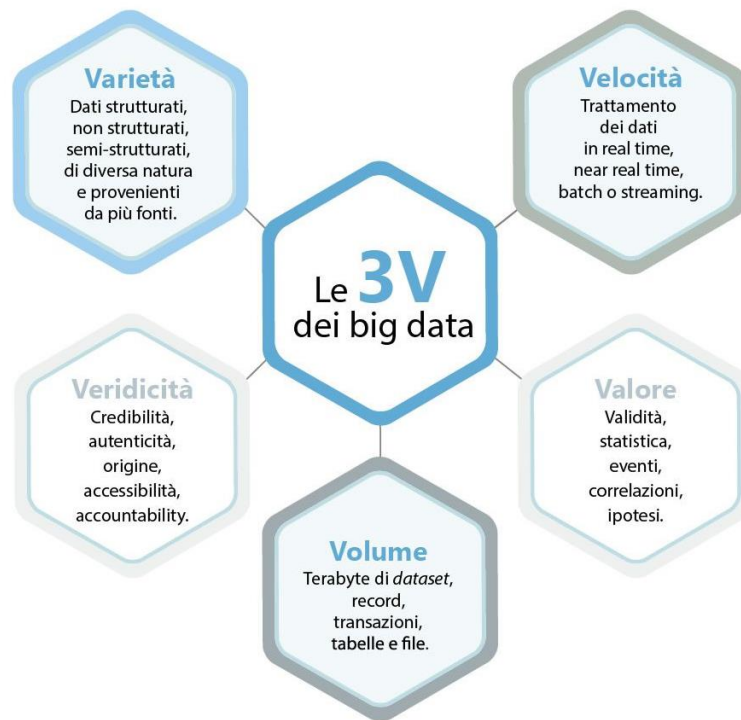 Varietà
Dati strutturati,
non strutturati,
semi-strutturati,
di diversa natura
e provenienti
da più fonti.
Velocità
Trattamento
dei dati
in real time,
near real time,
batch o streaming.
Le 3V
dei big data
Veridicità
Credibilità,
autenticità,
origine,
accessibilità,
accountability.
Valore
Validità,
statistica,
eventi,
correlazioni,
ipotesi.
Volume
Terabyte di dataset,
record,
transazioni,
tabelle e file.